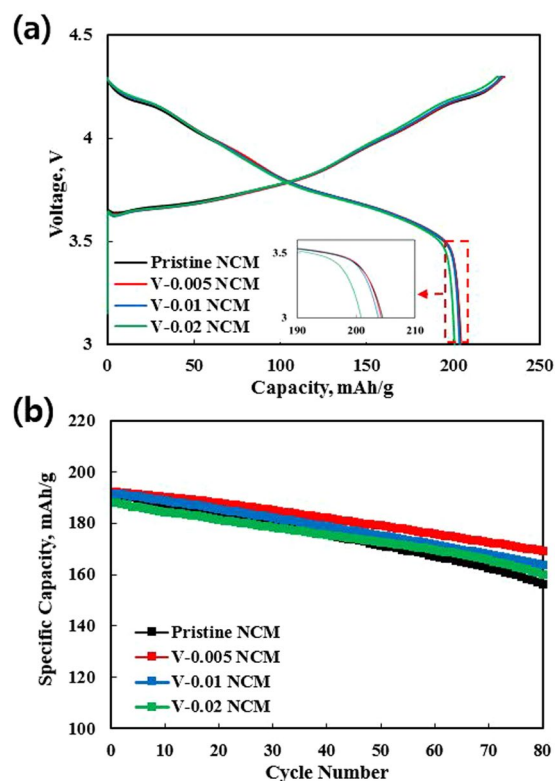 (a)
4.5
4
3.5
3
Voltage, V
Pristine NCM
V-0.005 NCM
V-0.01 NCM
V-0.02 NCM
3.5
3
190 200 210
0 50 100 150 200 250
Capacity, mAh/g
(b)
220
200
180
160
140
120
100
Specific Capacity, mAh/g
Pristine NCM
V-0.005 NCM
V-0.01 NCM
V-0.02 NCM
0 10 20 30 40 50 60 70 80
Cycle Number